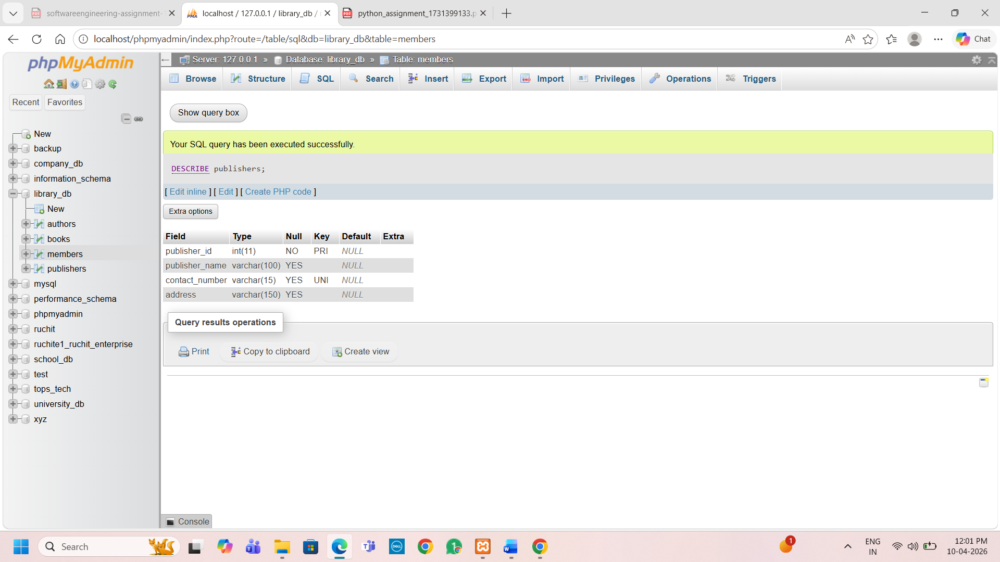 softwareengineering-assignment-
localhost / 127.0.0.1 / library_db /
python_assignment_1731399133.p
localhost/phpmyadmin/index.php?route=/table/sql&db=library_db&table=members
Chat
phpMyAdmin
Recent
Favorites
New
backup
company_db
information_schema
library_db
New
authors
books
members
publishers
mysql
performance_schema
phpmyadmin
ruchit
ruchite1_ruchit_enterprise
school_db
test
tops_tech
university_db
xyz
Server: 127.0.0.1 » Database: library_db » Table: members
Browse Structure SQL Search Insert Export Import Privileges Operations Triggers
Show query box
Your SQL query has been executed successfully.
DESCRIBE publishers;
[ Edit inline ] [ Edit ] [ Create PHP code ]
Extra options
Field Type Null Key Default Extra
publisher_id int(11) NO PRI NULL
publisher_name varchar(100) YES NULL
contact_number varchar(15) YES UNI NULL
address varchar(150) YES NULL
Query results operations
Print Copy to clipboard Create view
Console
Search
DELL
1
ENG
IN
12:01 PM
10-04-2026